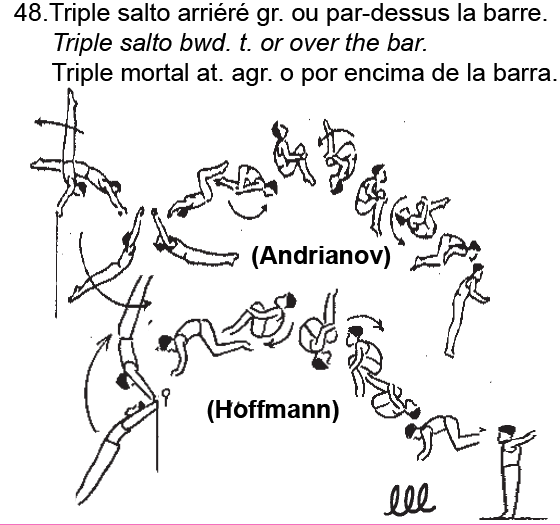 48.Triple salto arriéré gr. ou par-dessus la barre.
Triple salto bwd. t. or over the bar.
Triple mortal at. agr. o por encima de la barra.
(Andrianov)
(Hoffmann)